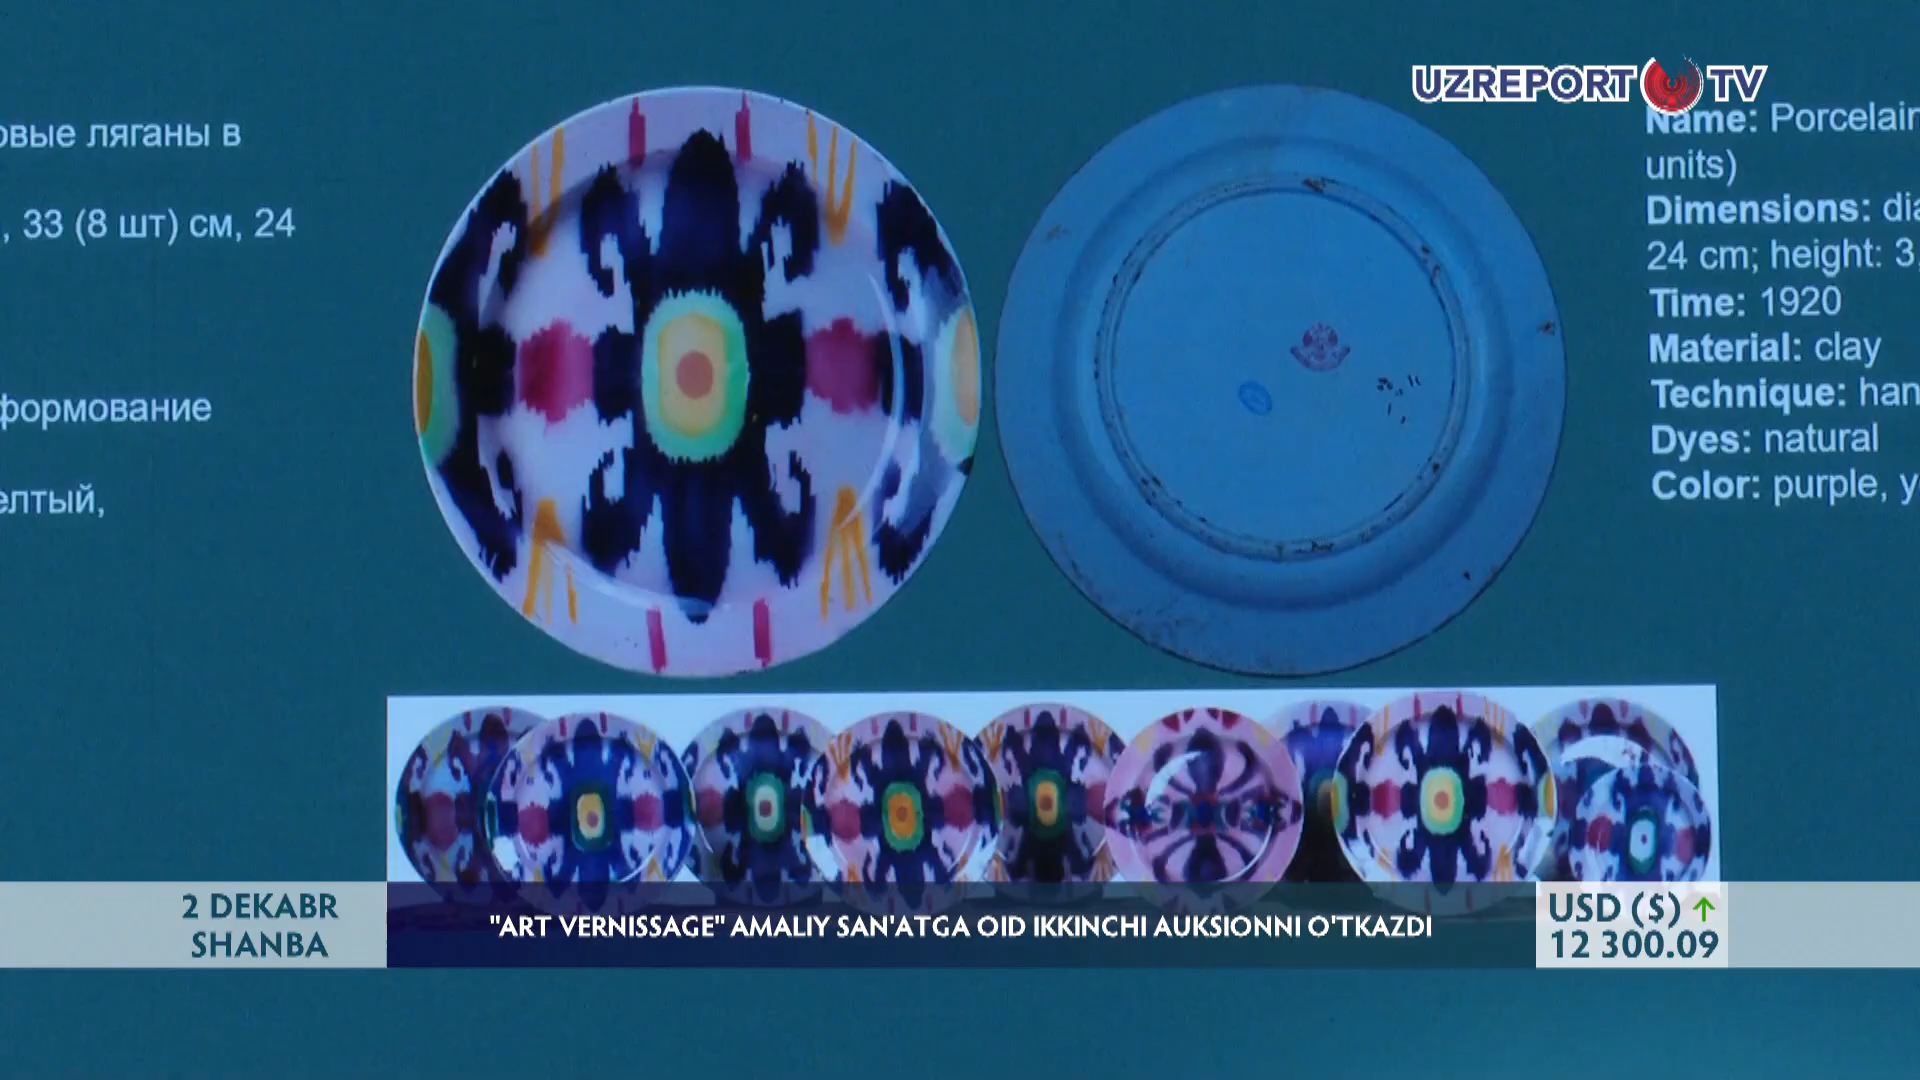 UZREPORT TV
овые ляганы в
, 33 (8 шт) см, 24
формование
елтый,
Name: Porcelain
units)
Dimensions: dia
24 cm; height: 3,
Time: 1920
Material: clay
Technique: han
Dyes: natural
Color: purple, y
2 DEKABR
SHANBA
"ART VERNISSAGE" AMALIY SAN'ATGA OID IKKINCHI AUKSIONNI O'TKAZDI
USD ($) ↑
12 300.09